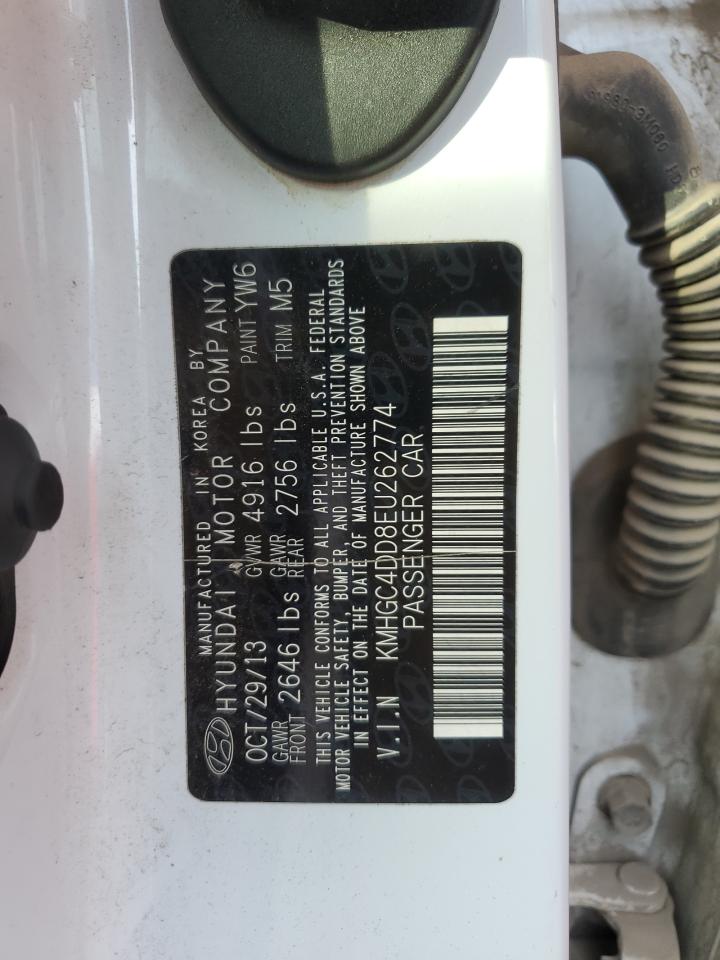 MANUFACTURED IN KOREA BY
HYUNDAI MOTOR COMPANY
OCT/29/13 GVWR 4916 lbs PAINT YW6
GAWR FRONT 2646 lbs GAWR REAR 2756 lbs TRIM M5
THIS VEHICLE CONFORMS TO ALL APPLICABLE U.S.A. FEDERAL
MOTOR VEHICLE SAFETY, BUMPER, AND THEFT PREVENTION STANDARDS
IN EFFECT ON THE DATE OF MANUFACTURE SHOWN ABOVE
V.I.N KMHGC4DD8EU262774
PASSENGER CAR